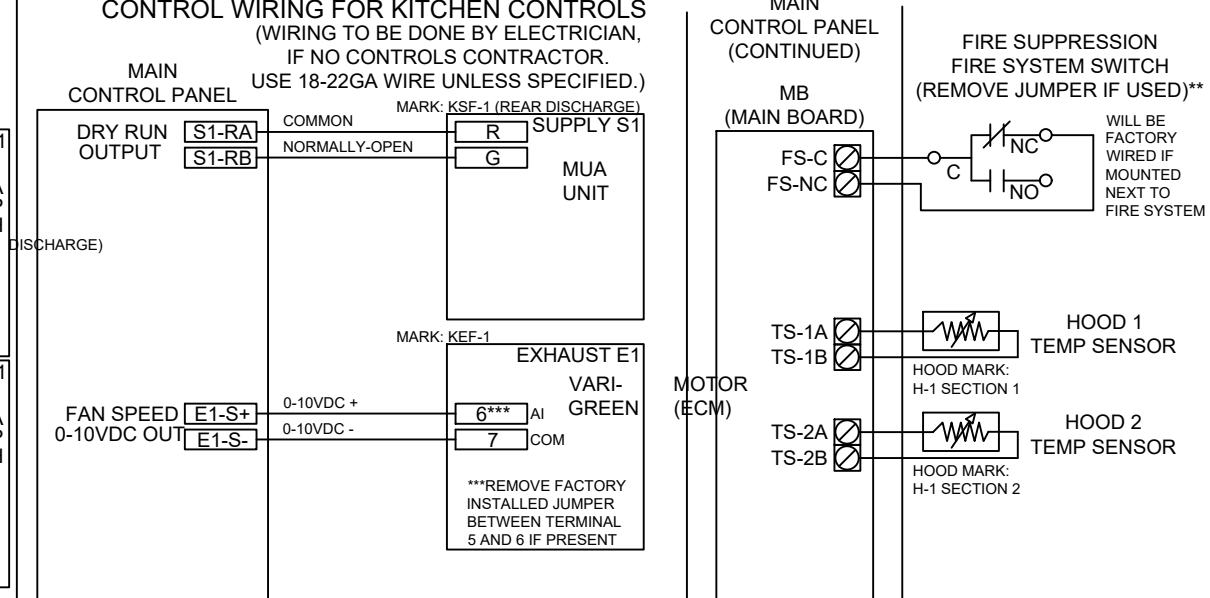 CONTROL WIRING FOR KITCHEN CONTROLS
(WIRING TO BE DONE BY ELECTRICIAN,
IF NO CONTROLS CONTRACTOR.
USE 18-22GA WIRE UNLESS SPECIFIED.)
MAIN
CONTROL PANEL
DISCHARGE)
DRY RUN
OUTPUT
S1-RA
S1-RB
COMMON
NORMALLY-OPEN
MARK: KSF-1 (REAR DISCHARGE)
R
G
SUPPLY S1
MUA
UNIT
FAN SPEED
0-10VDC OUT
E1-S+
E1-S-
0-10VDC +
0-10VDC -
MARK: KEF-1
EXHAUST E1
VARI-
GREEN
MOTOR
(ECM)
6***
AI
7
COM
***REMOVE FACTORY
INSTALLED JUMPER
BETWEEN TERMINAL
5 AND 6 IF PRESENT
MAIN
CONTROL PANEL
(CONTINUED)
MB
(MAIN BOARD)
FS-C
FS-NC
FIRE SUPPRESSION
FIRE SYSTEM SWITCH
(REMOVE JUMPER IF USED)**
C
NC
NO
WILL BE
FACTORY
WIRED IF
MOUNTED
NEXT TO
FIRE SYSTEM
TS-1A
TS-1B
HOOD 1
TEMP SENSOR
HOOD MARK:
H-1 SECTION 1
TS-2A
TS-2B
HOOD 2
TEMP SENSOR
HOOD MARK:
H-1 SECTION 2